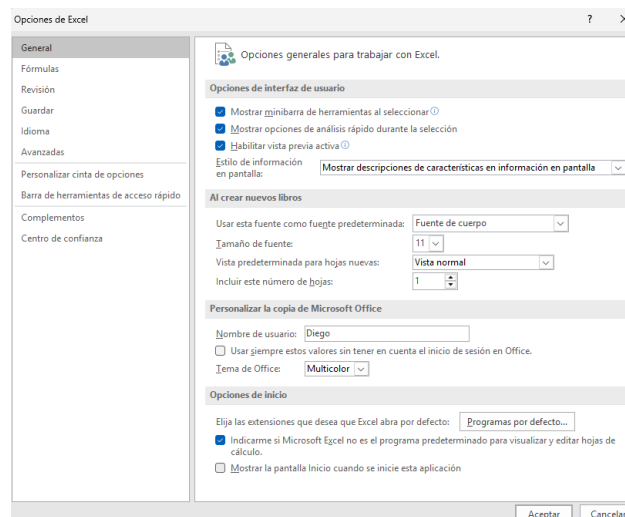 Opciones de Excel
?
General
Fórmulas
Revisión
Guardar
Idioma
Avanzadas
Personalizar cinta de opciones
Barra de herramientas de acceso rápido
Complementos
Centro de confianza
Opciones generales para trabajar con Excel.
Opciones de interfaz de usuario
Mostrar minibarra de herramientas al seleccionar
Mostrar opciones de análisis rápido durante la selección
Habilitar vista previa activa
Estilo de información
en pantalla:
Mostrar descripciones de características en información en pantalla
Al crear nuevos libros
Usar esta fuente como fuente predeterminada: Fuente de cuerpo
Tamaño de fuente: 11
Vista predeterminada para hojas nuevas: Vista normal
Incluir este número de hojas: 1
Personalizar la copia de Microsoft Office
Nombre de usuario: Diego
Usar siempre estos valores sin tener en cuenta el inicio de sesión en Office.
Tema de Office: Multicolor
Opciones de inicio
Elija las extensiones que desea que Excel abra por defecto: Programas por defecto...
Indicarme si Microsoft Excel no es el programa predeterminado para visualizar y editar hojas de
cálculo.
Mostrar la pantalla Inicio cuando se inicie esta aplicación
Aceptar Cancelar